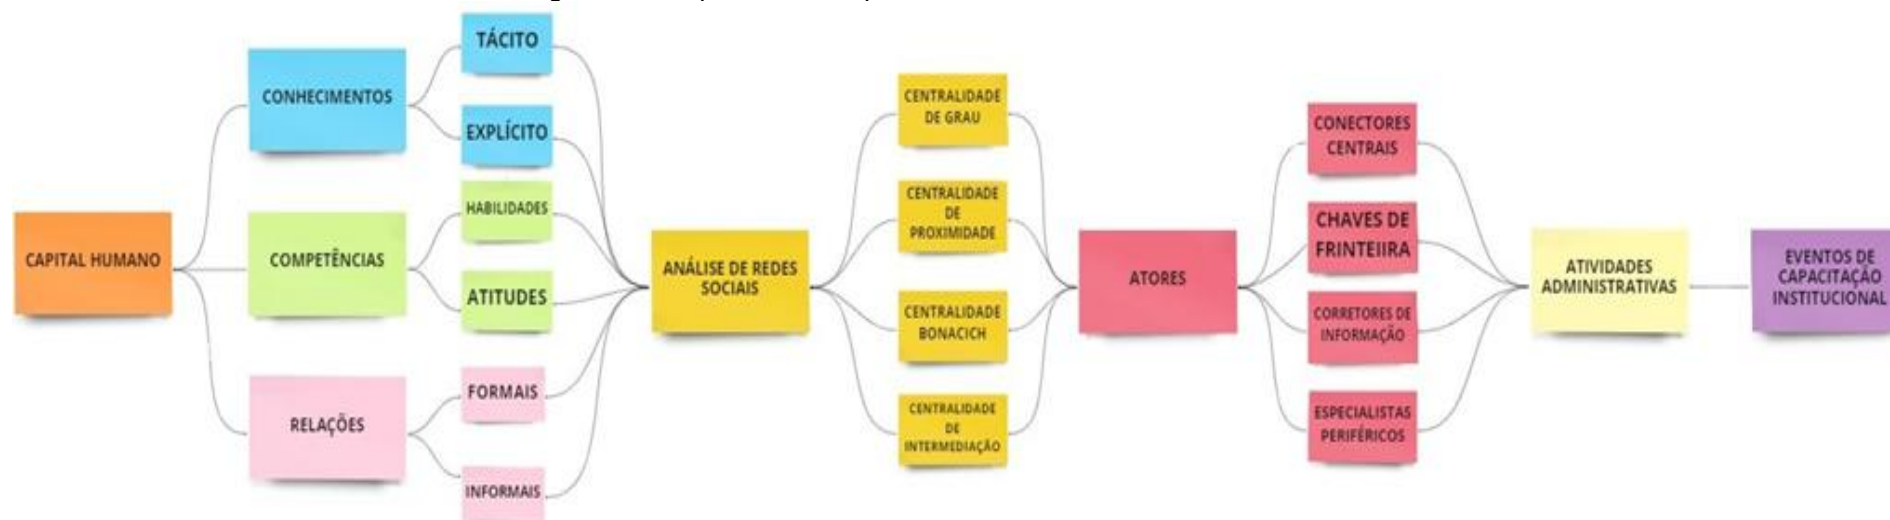 TÁCITO
CONHECIMENTOS
EXPLÍCITO
HABILIDADES
CAPITAL HUMANO
COMPETÊNCIAS
ATITUDES
FORMAIS
RELAÇÕES
INFORMAIS
ANÁLISE DE REDES
SOCIAIS
CENTRALIDADE
DE GRAU
CENTRALIDADE
DE
PROXIMIDADE
CENTRALIDADE
BONACICH
CENTRALIDADE
DE
INTERMEDIAÇÃO
ATORES
CONECTORES
CENTRAIS
CHAVES DE
FRINTEIIRA
CORRETORES DE
INFORMAÇÃO
ESPECIALISTAS
PERIFÉRICOS
ATIVIDADES
ADMINISTRATIVAS
EVENTOS DE
CAPACITAÇÃO
INSTITUCIONAL